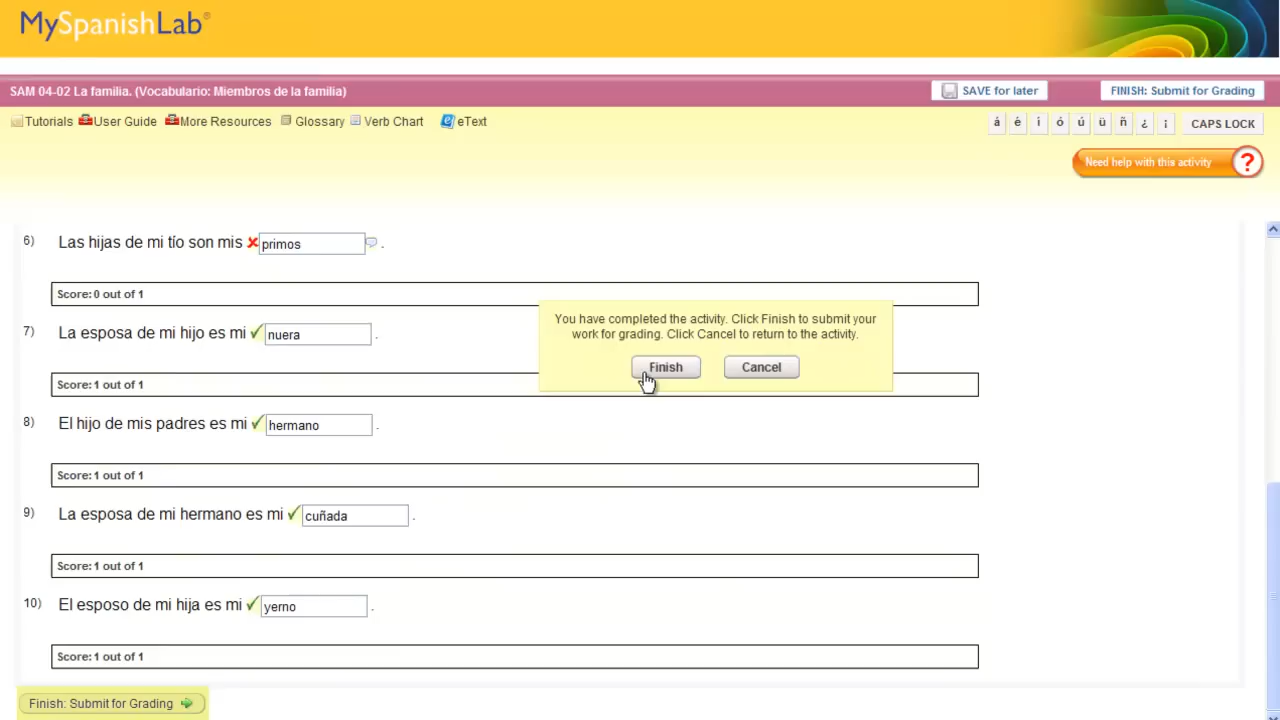 MySpanishLab®
SAM 04-02 La familia. (Vocabulario: Miembros de la familia)
SAVE for later
FINISH: Submit for Grading
Tutorials User Guide More Resources Glossary Verb Chart eText
á é í ó ú ü ñ ¿ ¡ CAPS LOCK
Need help with this activity ?
6) Las hijas de mi tío son mis primos .
Score: 0 out of 1
You have completed the activity. Click Finish to submit your
work for grading. Click Cancel to return to the activity.
Finish Cancel
7) La esposa de mi hijo es mi nuera .
Score: 1 out of 1
8) El hijo de mis padres es mi hermano .
Score: 1 out of 1
9) La esposa de mi hermano es mi cuñada .
Score: 1 out of 1
10) El esposo de mi hija es mi yerno .
Score: 1 out of 1
Finish: Submit for Grading